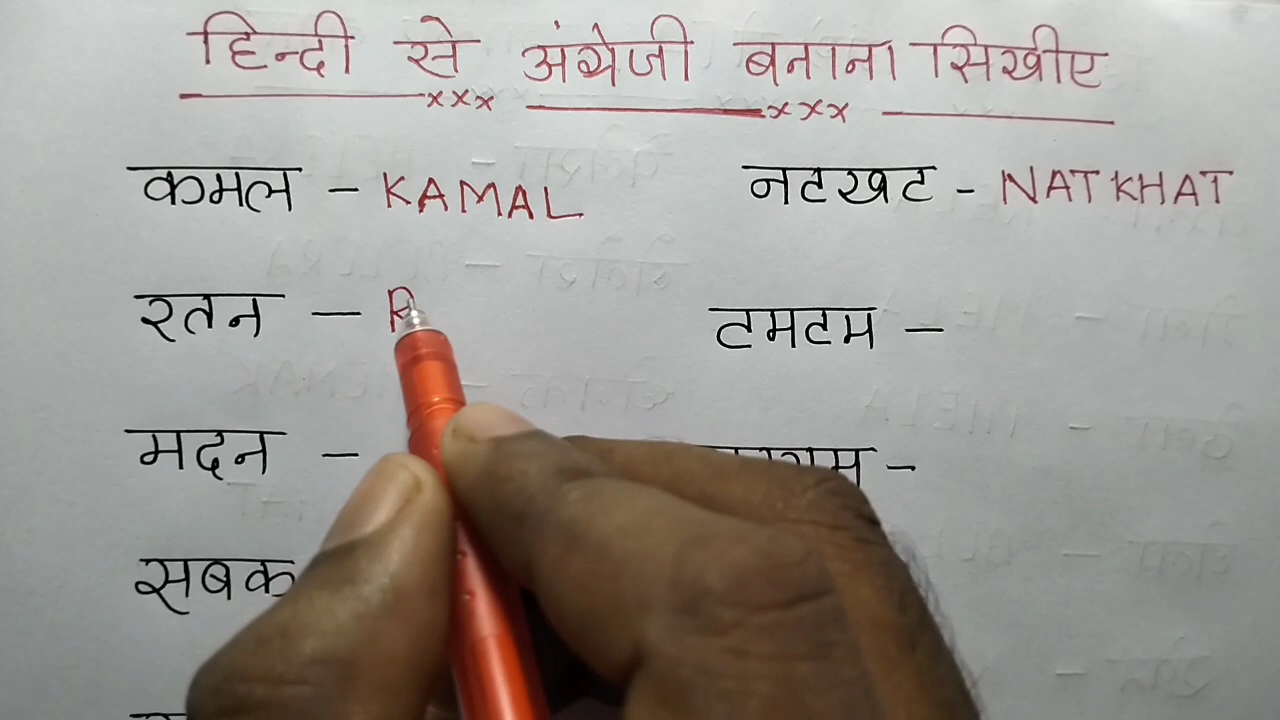 हिन्दी से अंग्रेजी बनाना सिखीए
××× ×××
कमल – KAMAL
नटखट - NATKHAT
रतन – R
टमटम –
मदन –
सबक